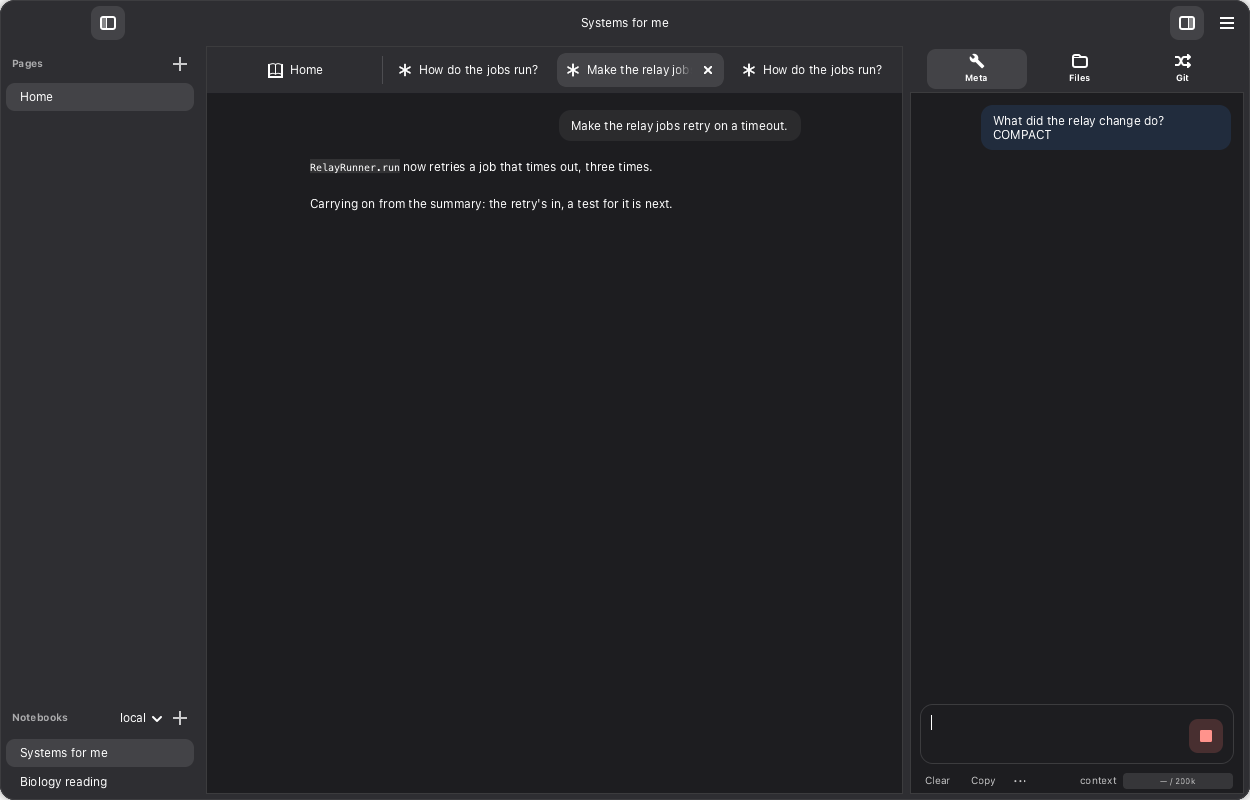 Systems for me
Pages
Home
Home
How do the jobs run?
Make the relay job
How do the jobs run?
Make the relay jobs retry on a timeout.
RelayRunner.run now retries a job that times out, three times.
Carrying on from the summary: the retry's in, a test for it is next.
Meta
Files
Git
What did the relay change do?
COMPACT
Notebooks
local
Systems for me
Biology reading
Clear
Copy
···
context
— / 200k